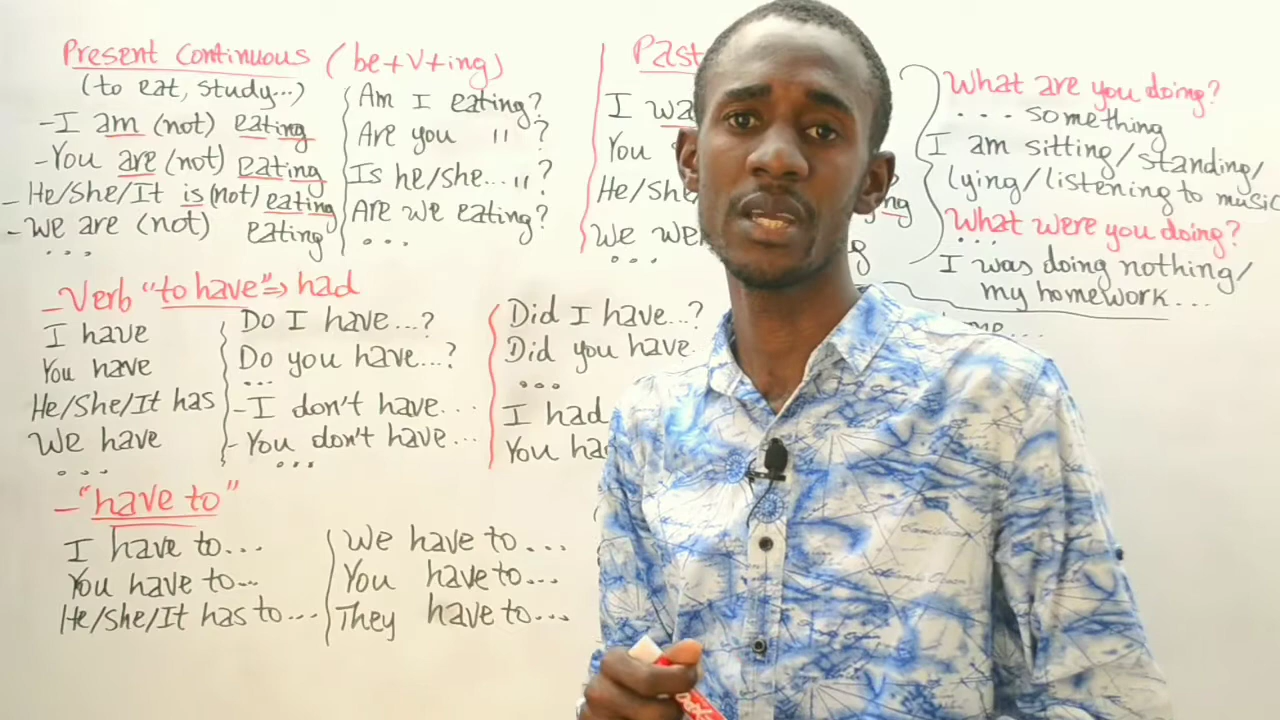 Present Continuous (be+v+ing)
(to eat, study...)
-I am (not) eating
-You are (not) eating
-He/She/It is (not) eating
-We are (not) eating
...
Am I eating?
Are you " ?
Is he/she... " ?
Are we eating?
...
Past
I wa
You
He/She
We we
...
ng
g
What are you doing?
... something
I am sitting/standing/
lying/listening to music
What were you doing?
...
I was doing nothing/
my homework...
-Verb "to have" => had
I have
You have
He/She/It has
We have
...
Do I have...?
Do you have...?
...
-I don't have...
-You don't have...
...
Did I have...?
Did you have
...
I had
You ha
-"have to"
I have to...
You have to...
He/She/It has to...
We have to...
You have to...
They have to...